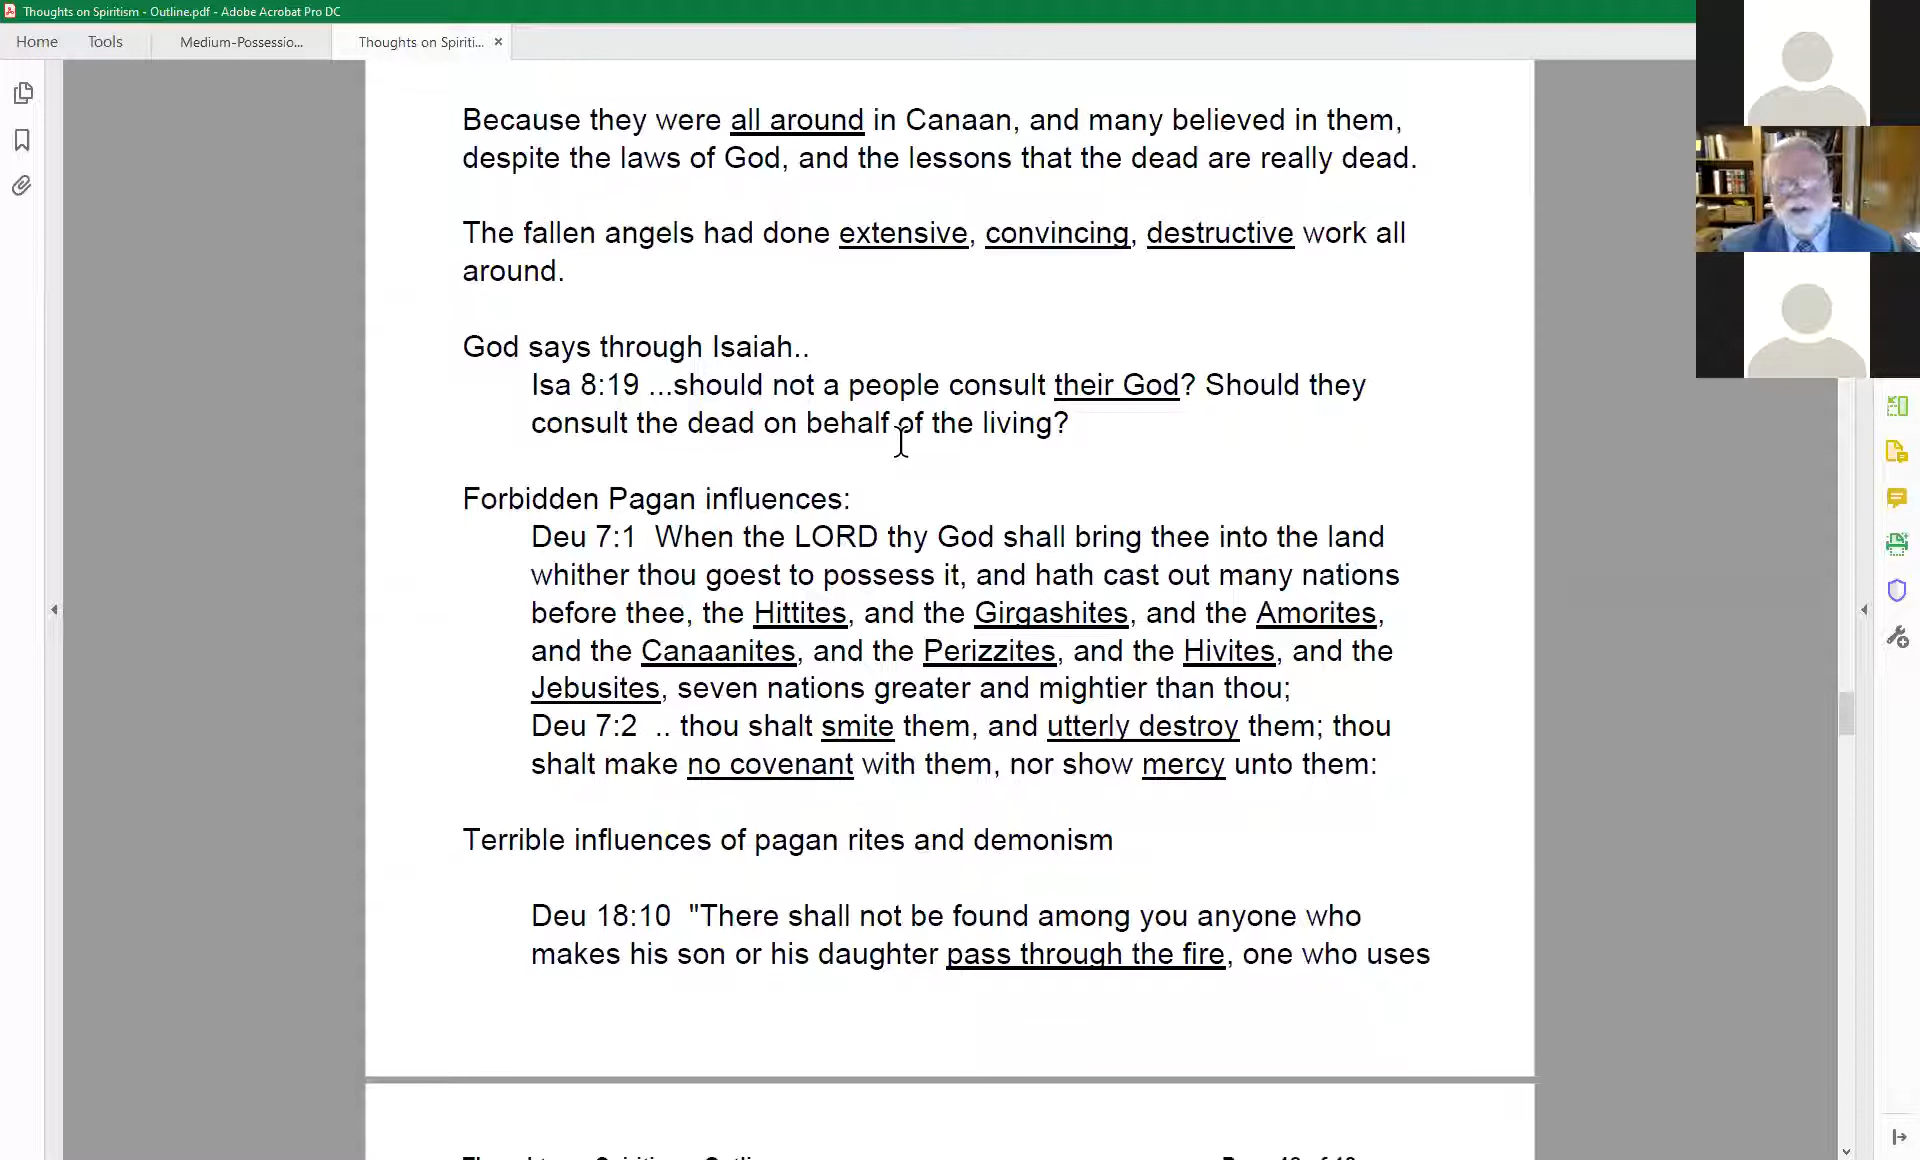 Thoughts on Spiritism - Outline.pdf - Adobe Acrobat Pro DC
Home Tools Medium-Possessio... Thoughts on Spiriti... ×
Because they were all around in Canaan, and many believed in them,
despite the laws of God, and the lessons that the dead are really dead.
The fallen angels had done extensive, convincing, destructive work all
around.
God says through Isaiah..
Isa 8:19 ...should not a people consult their God? Should they
consult the dead on behalf of the living?
Forbidden Pagan influences:
Deu 7:1 When the LORD thy God shall bring thee into the land
whither thou goest to possess it, and hath cast out many nations
before thee, the Hittites, and the Girgashites, and the Amorites,
and the Canaanites, and the Perizzites, and the Hivites, and the
Jebusites, seven nations greater and mightier than thou;
Deu 7:2 .. thou shalt smite them, and utterly destroy them; thou
shalt make no covenant with them, nor show mercy unto them:
Terrible influences of pagan rites and demonism
Deu 18:10 "There shall not be found among you anyone who
makes his son or his daughter pass through the fire, one who uses